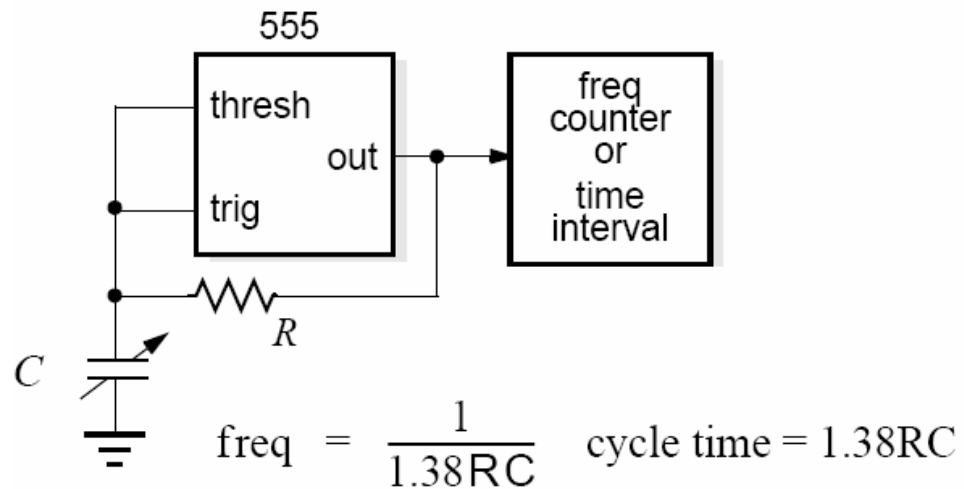 555
thresh
out
trig
freq
counter
or
time
interval
R
C
freq = 1/1.38RC cycle time = 1.38RC